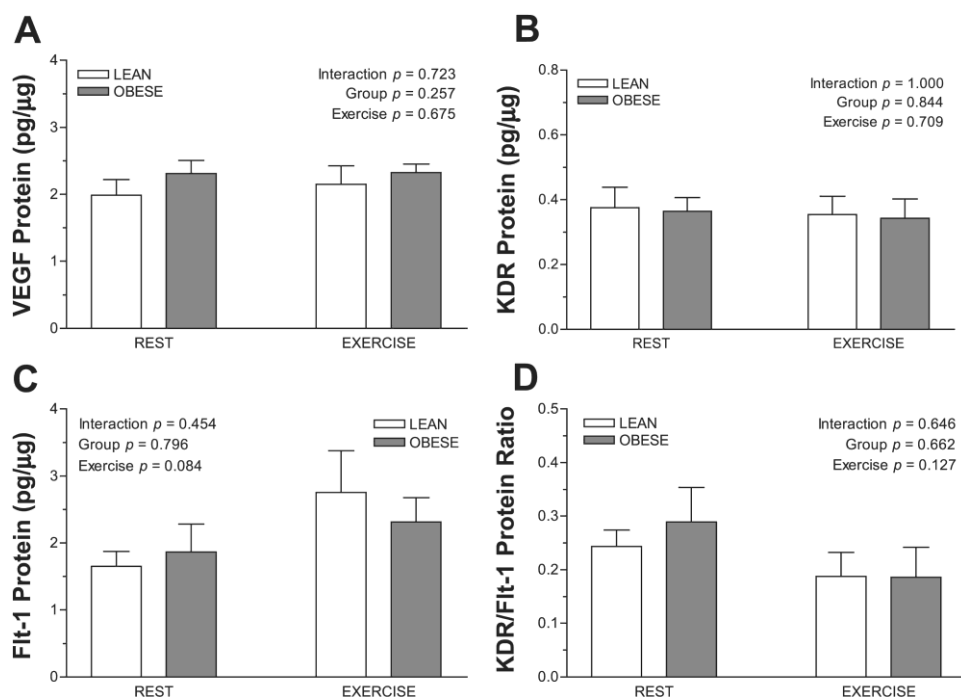 A
VEGF Protein (pg/µg)
4
3
2
1
0
LEAN
OBESE
Interaction p = 0.723
Group p = 0.257
Exercise p = 0.675
REST EXERCISE
B
KDR Protein (pg/µg)
0.8
0.6
0.4
0.2
0.0
LEAN
OBESE
Interaction p = 1.000
Group p = 0.844
Exercise p = 0.709
REST EXERCISE
C
Flt-1 Protein (pg/µg)
4
3
2
1
0
Interaction p = 0.454
Group p = 0.796
Exercise p = 0.084
LEAN
OBESE
REST EXERCISE
D
KDR/Flt-1 Protein Ratio
0.5
0.4
0.3
0.2
0.1
0.0
LEAN
OBESE
Interaction p = 0.646
Group p = 0.662
Exercise p = 0.127
REST EXERCISE